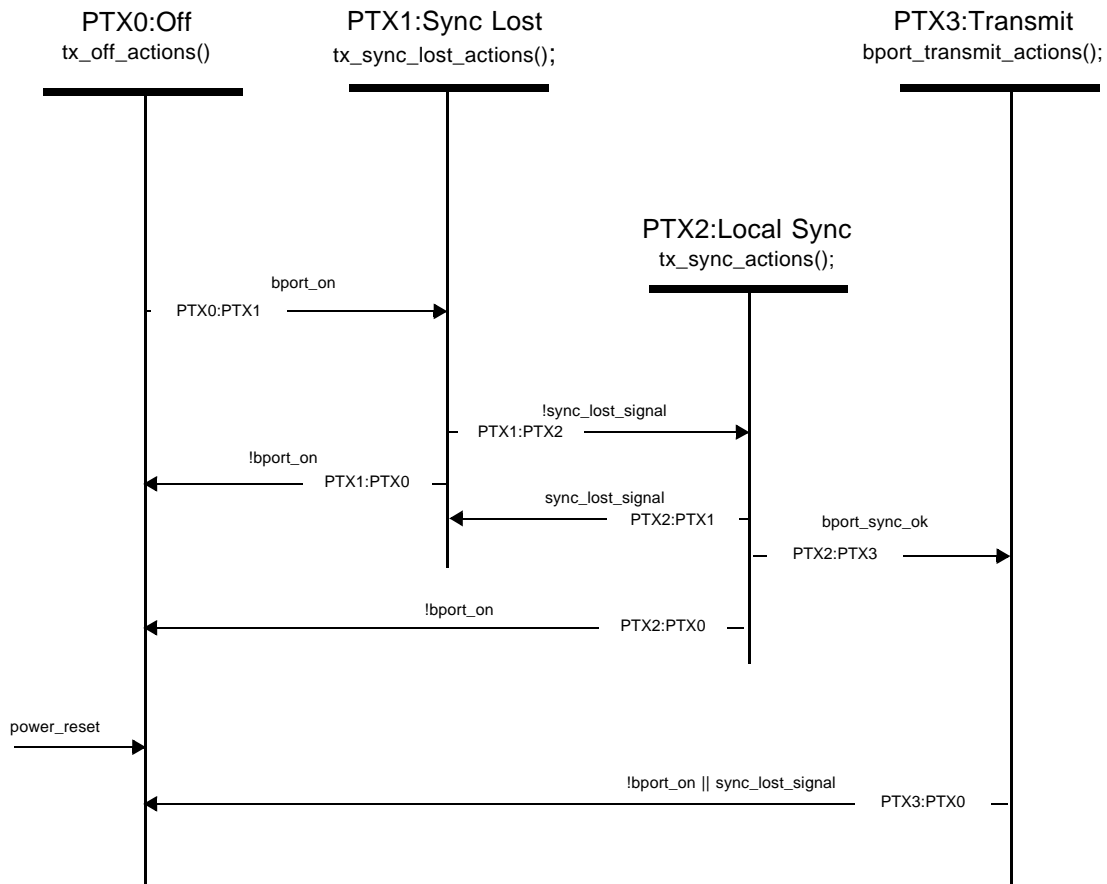 PTX0:Off
tx_off_actions()
PTX1:Sync Lost
tx_sync_lost_actions();
PTX3:Transmit
bport_transmit_actions();
PTX2:Local Sync
tx_sync_actions();
bport_on
PTX0:PTX1
!sync_lost_signal
PTX1:PTX2
!bport_on
PTX1:PTX0
sync_lost_signal
PTX2:PTX1
bport_sync_ok
PTX2:PTX3
!bport_on
PTX2:PTX0
power_reset
!bport_on || sync_lost_signal
PTX3:PTX0